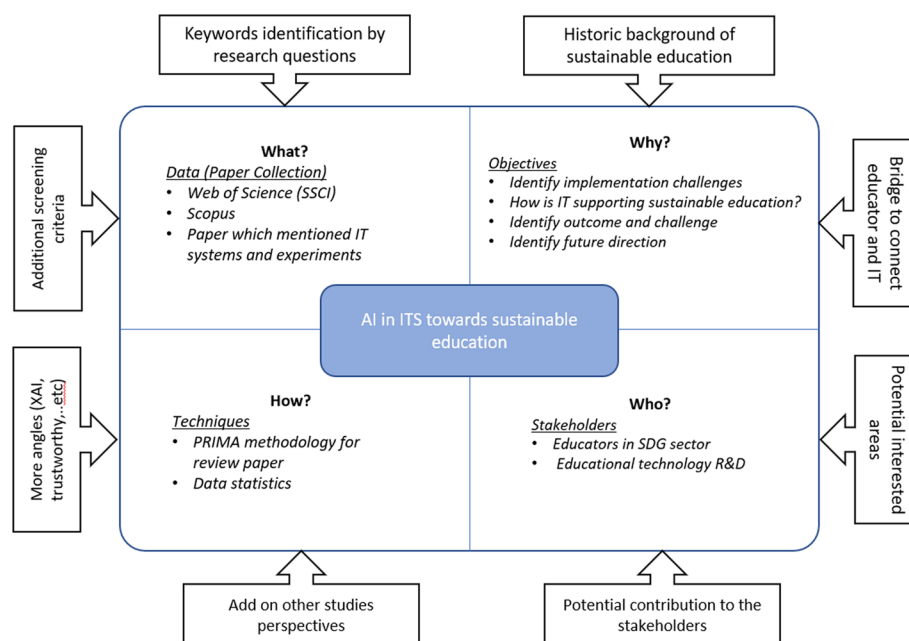 Keywords identification by
research questions
Historic background of
sustainable education
Additional screening
criteria
What?
Data (Paper Collection)
• Web of Science (SSCI)
• Scopus
• Paper which mentioned IT
systems and experiments
Why?
Objectives
• Identify implementation challenges
• How is IT supporting sustainable education?
• Identify outcome and challenge
• Identify future direction
Bridge to connect
educator and IT
AI in ITS towards sustainable
education
More angles (XAI,
trustworthy,..etc)
How?
Techniques
• PRIMA methodology for
review paper
• Data statistics
Who?
Stakeholders
• Educators in SDG sector
• Educational technology R&D
Potential interested
areas
Add on other studies
perspectives
Potential contribution to the
stakeholders